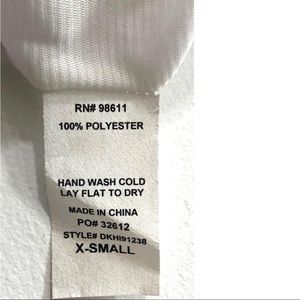 RN# 98611
100% POLYESTER
HAND WASH COLD
LAY FLAT TO DRY
MADE IN CHINA
PO# 32612
STYLE# DKHI91238
X-SMALL